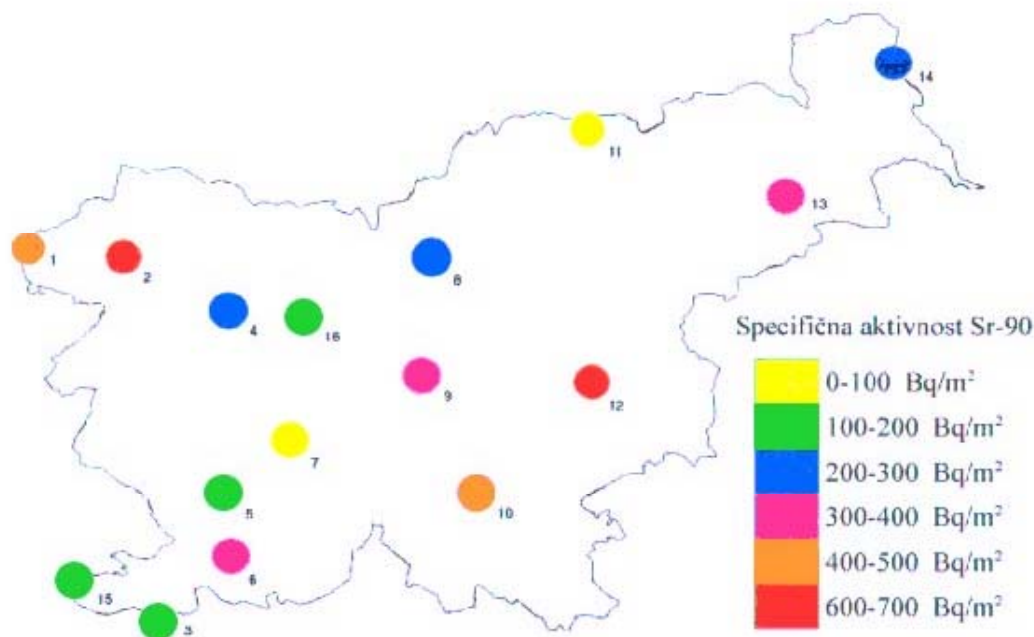 14
11
13
1
2
8
4
16
9
12
7
5
10
6
15
3
Specifična aktivnost Sr-90
0-100 Bq/m²
100-200 Bq/m²
200-300 Bq/m²
300-400 Bq/m²
400-500 Bq/m²
600-700 Bq/m²